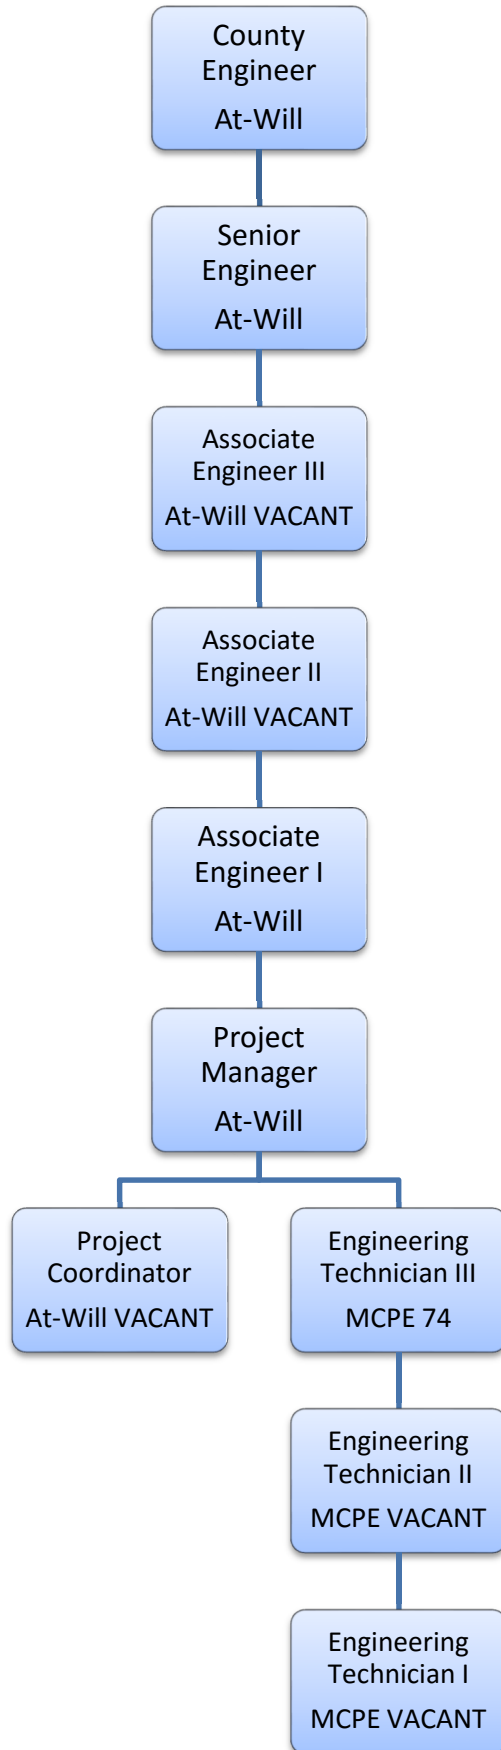 County
Engineer
At-Will
Senior
Engineer
At-Will
Associate
Engineer III
At-Will VACANT
Associate
Engineer II
At-Will VACANT
Associate
Engineer I
At-Will
Project
Manager
At-Will
Project
Coordinator
At-Will VACANT
Engineering
Technician III
MCPE 74
Engineering
Technician II
MCPE VACANT
Engineering
Technician I
MCPE VACANT